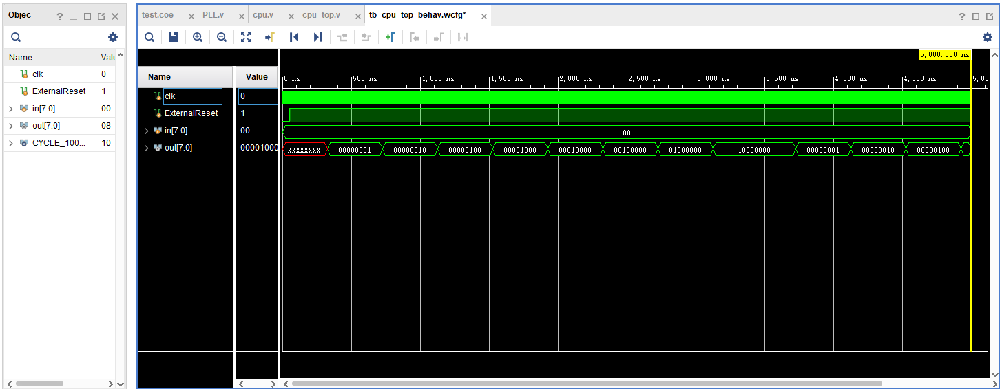 Objec
Name Valu
clk 0
ExternalReset 1
in[7:0] 00
out[7:0] 08
CYCLE_100... 10
test.coe PLL.v cpu.v cpu_top.v tb_cpu_top_behav.wcfg*
5,000.000 ns
Name Value
0 ns 500 ns 1,000 ns 1,500 ns 2,000 ns 2,500 ns 3,000 ns 3,500 ns 4,000 ns 4,500 ns 5,00
clk 0
ExternalReset 1
in[7:0] 00 00
out[7:0] 00001000 XXXXXXXX 00000001 00000010 00000100 00001000 00010000 00100000 01000000 10000000 00000001 00000010 00000100